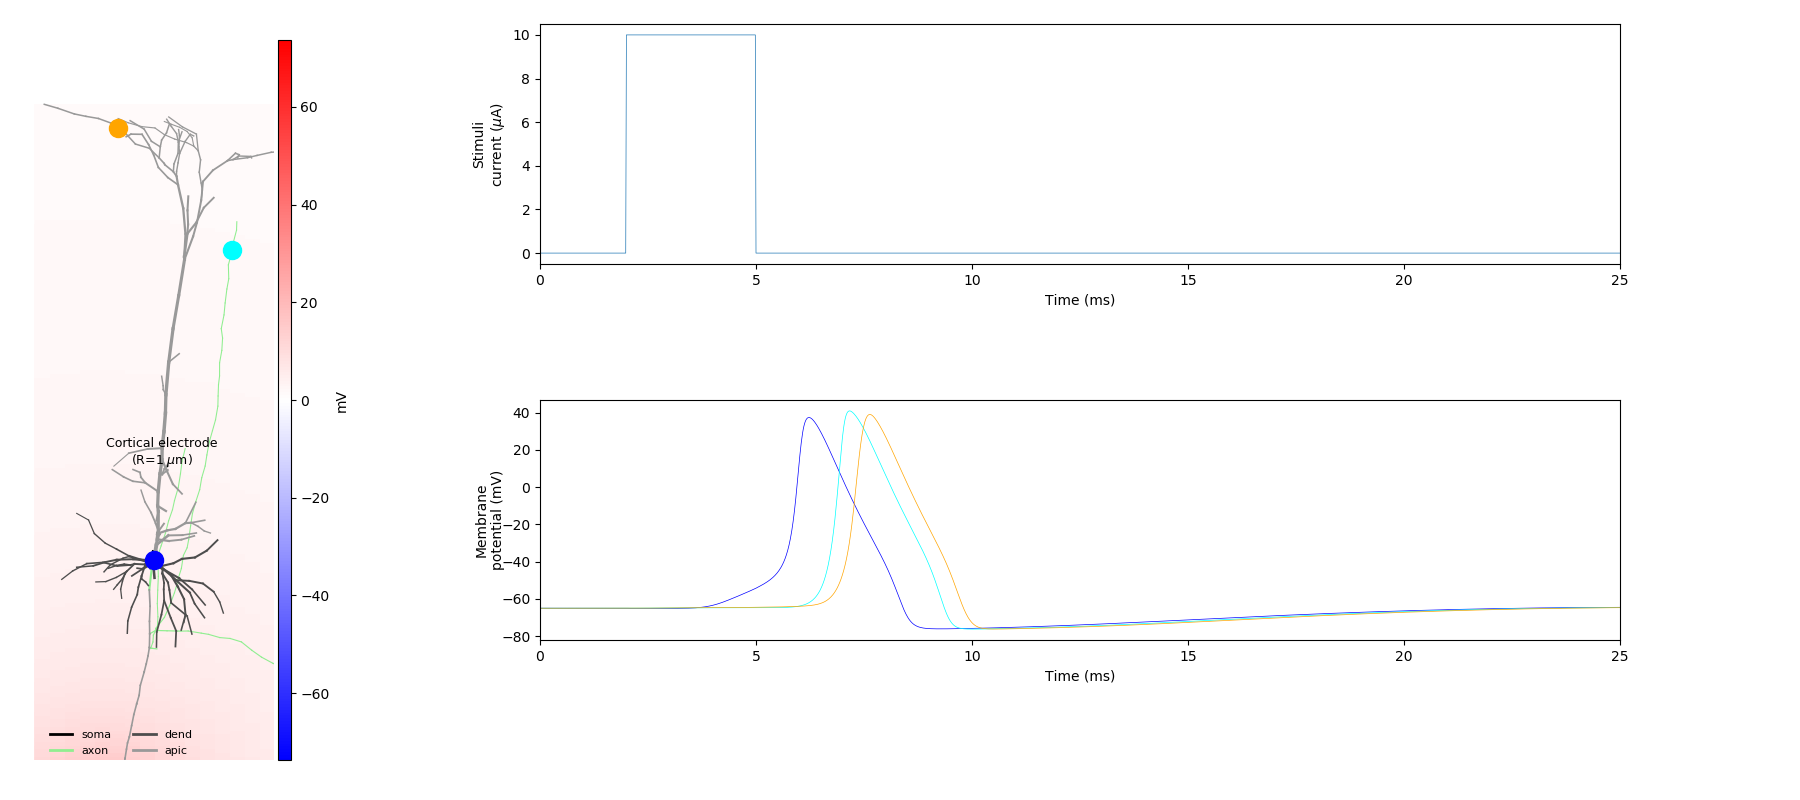 60
40
20
0
−20
−40
−60
mV
Cortical electrode
(R=1 μm)
soma
dend
axon
apic
Stimuli
current (μA)
10
8
6
4
2
0
0
5
10
15
20
25
Time (ms)
Membrane
potential (mV)
40
20
0
−20
−40
−60
−80
0
5
10
15
20
25
Time (ms)